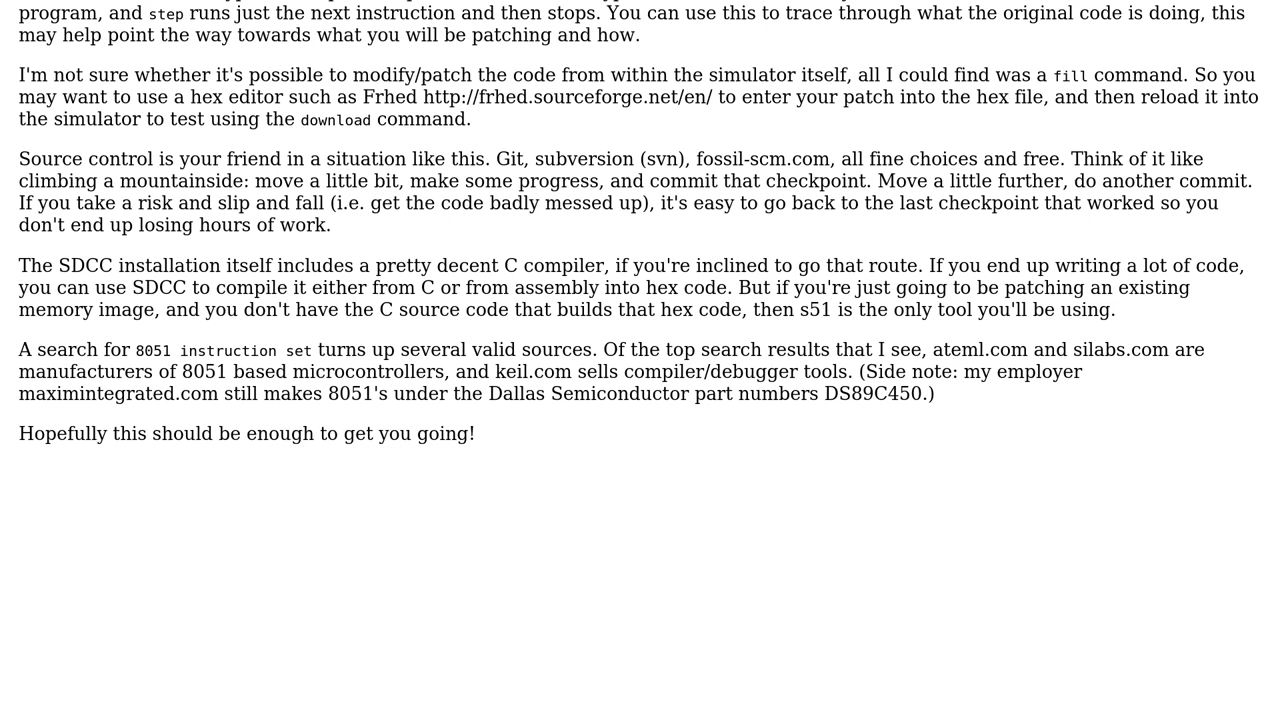 program, and step runs just the next instruction and then stops. You can use this to trace through what the original code is doing, this
may help point the way towards what you will be patching and how.
I'm not sure whether it's possible to modify/patch the code from within the simulator itself, all I could find was a fill command. So you
may want to use a hex editor such as Frhed http://frhed.sourceforge.net/en/ to enter your patch into the hex file, and then reload it into
the simulator to test using the download command.
Source control is your friend in a situation like this. Git, subversion (svn), fossil-scm.com, all fine choices and free. Think of it like
climbing a mountainside: move a little bit, make some progress, and commit that checkpoint. Move a little further, do another commit.
If you take a risk and slip and fall (i.e. get the code badly messed up), it's easy to go back to the last checkpoint that worked so you
don't end up losing hours of work.
The SDCC installation itself includes a pretty decent C compiler, if you're inclined to go that route. If you end up writing a lot of code,
you can use SDCC to compile it either from C or from assembly into hex code. But if you're just going to be patching an existing
memory image, and you don't have the C source code that builds that hex code, then s51 is the only tool you'll be using.
A search for 8051 instruction set turns up several valid sources. Of the top search results that I see, ateml.com and silabs.com are
manufacturers of 8051 based microcontrollers, and keil.com sells compiler/debugger tools. (Side note: my employer
maximintegrated.com still makes 8051's under the Dallas Semiconductor part numbers DS89C450.)
Hopefully this should be enough to get you going!